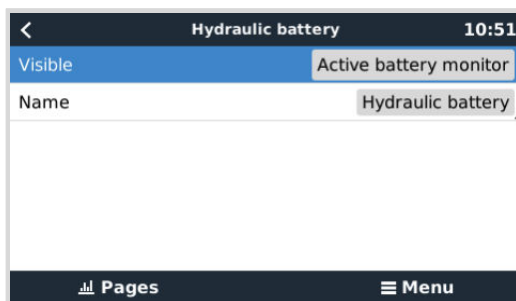 Hydraulic battery 10:51
Visible Active battery monitor
Name Hydraulic battery
Pages Menu